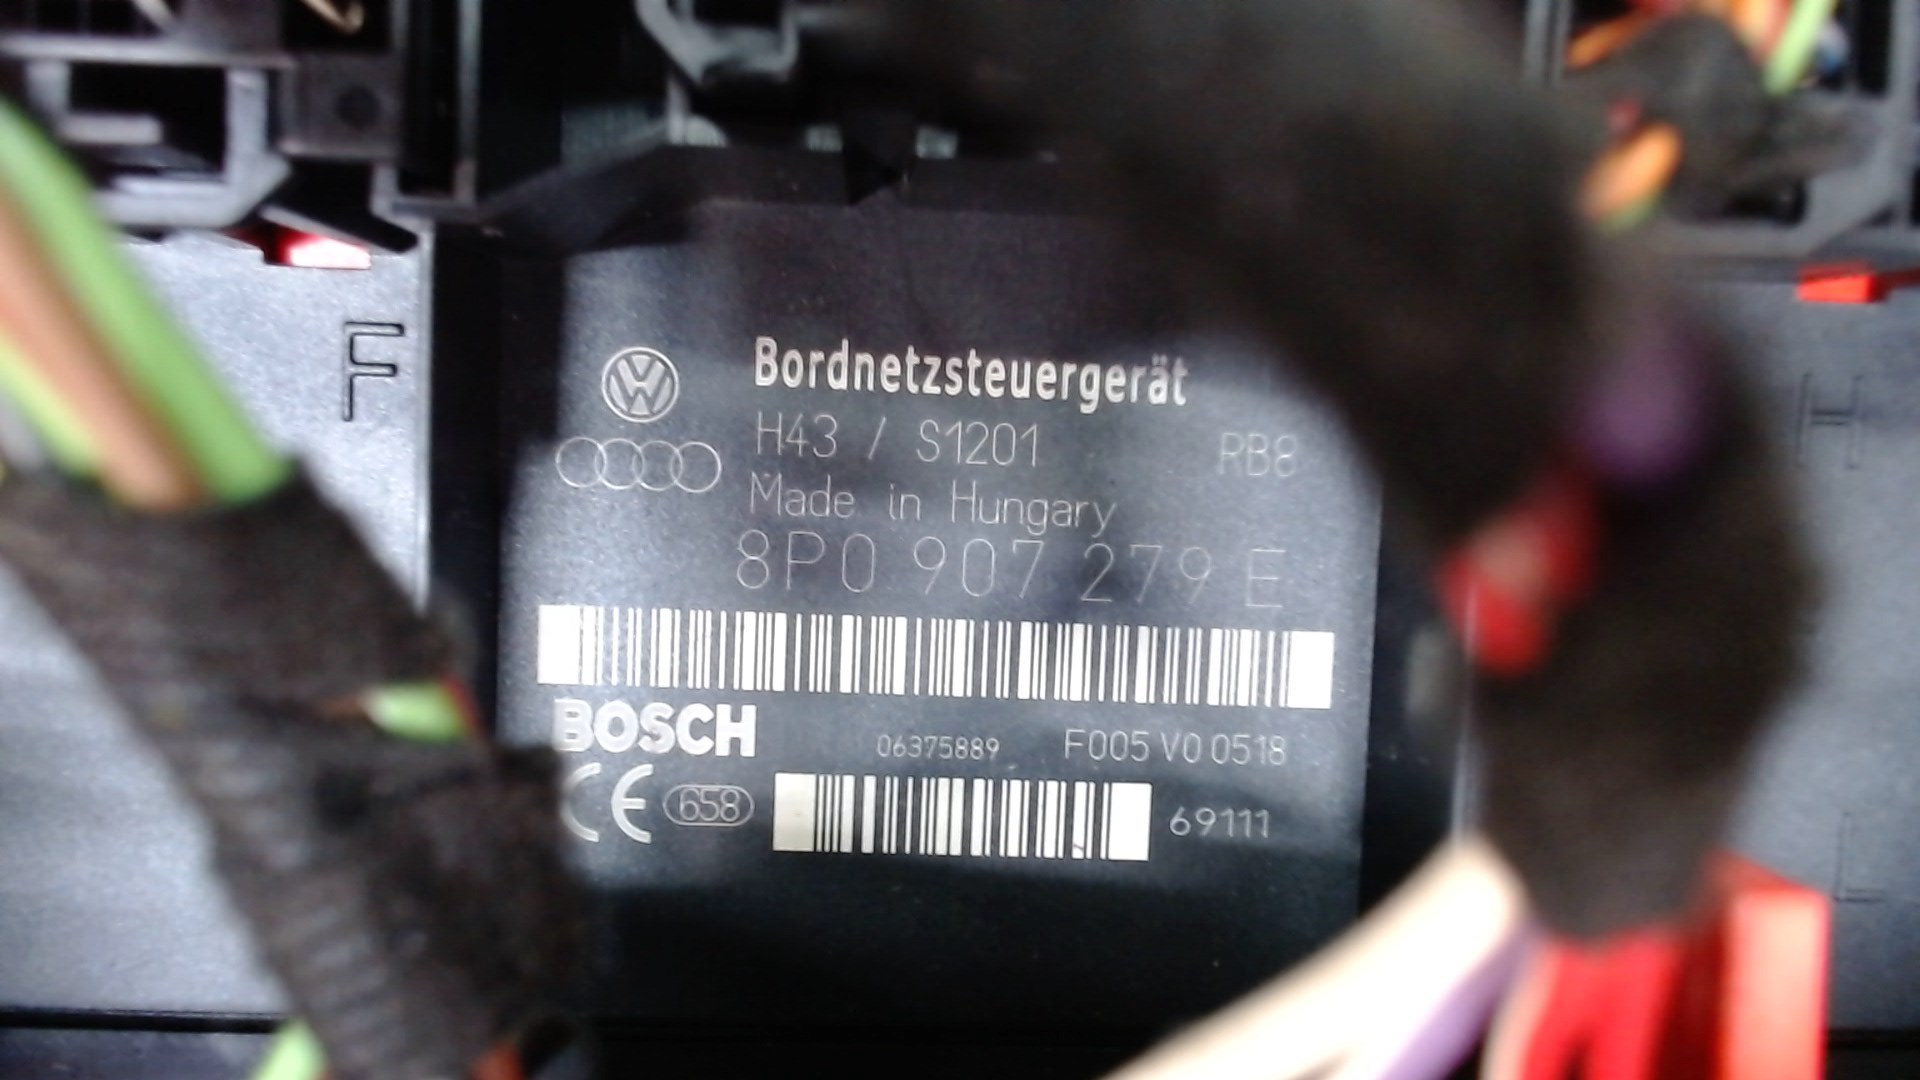 F
Bordnetzsteuergerät
H43 / S1201 RB8
Made in Hungary
8P0 907 279 E
H
BOSCH
06375889 F005 V0 0518
CE 658
69111
L